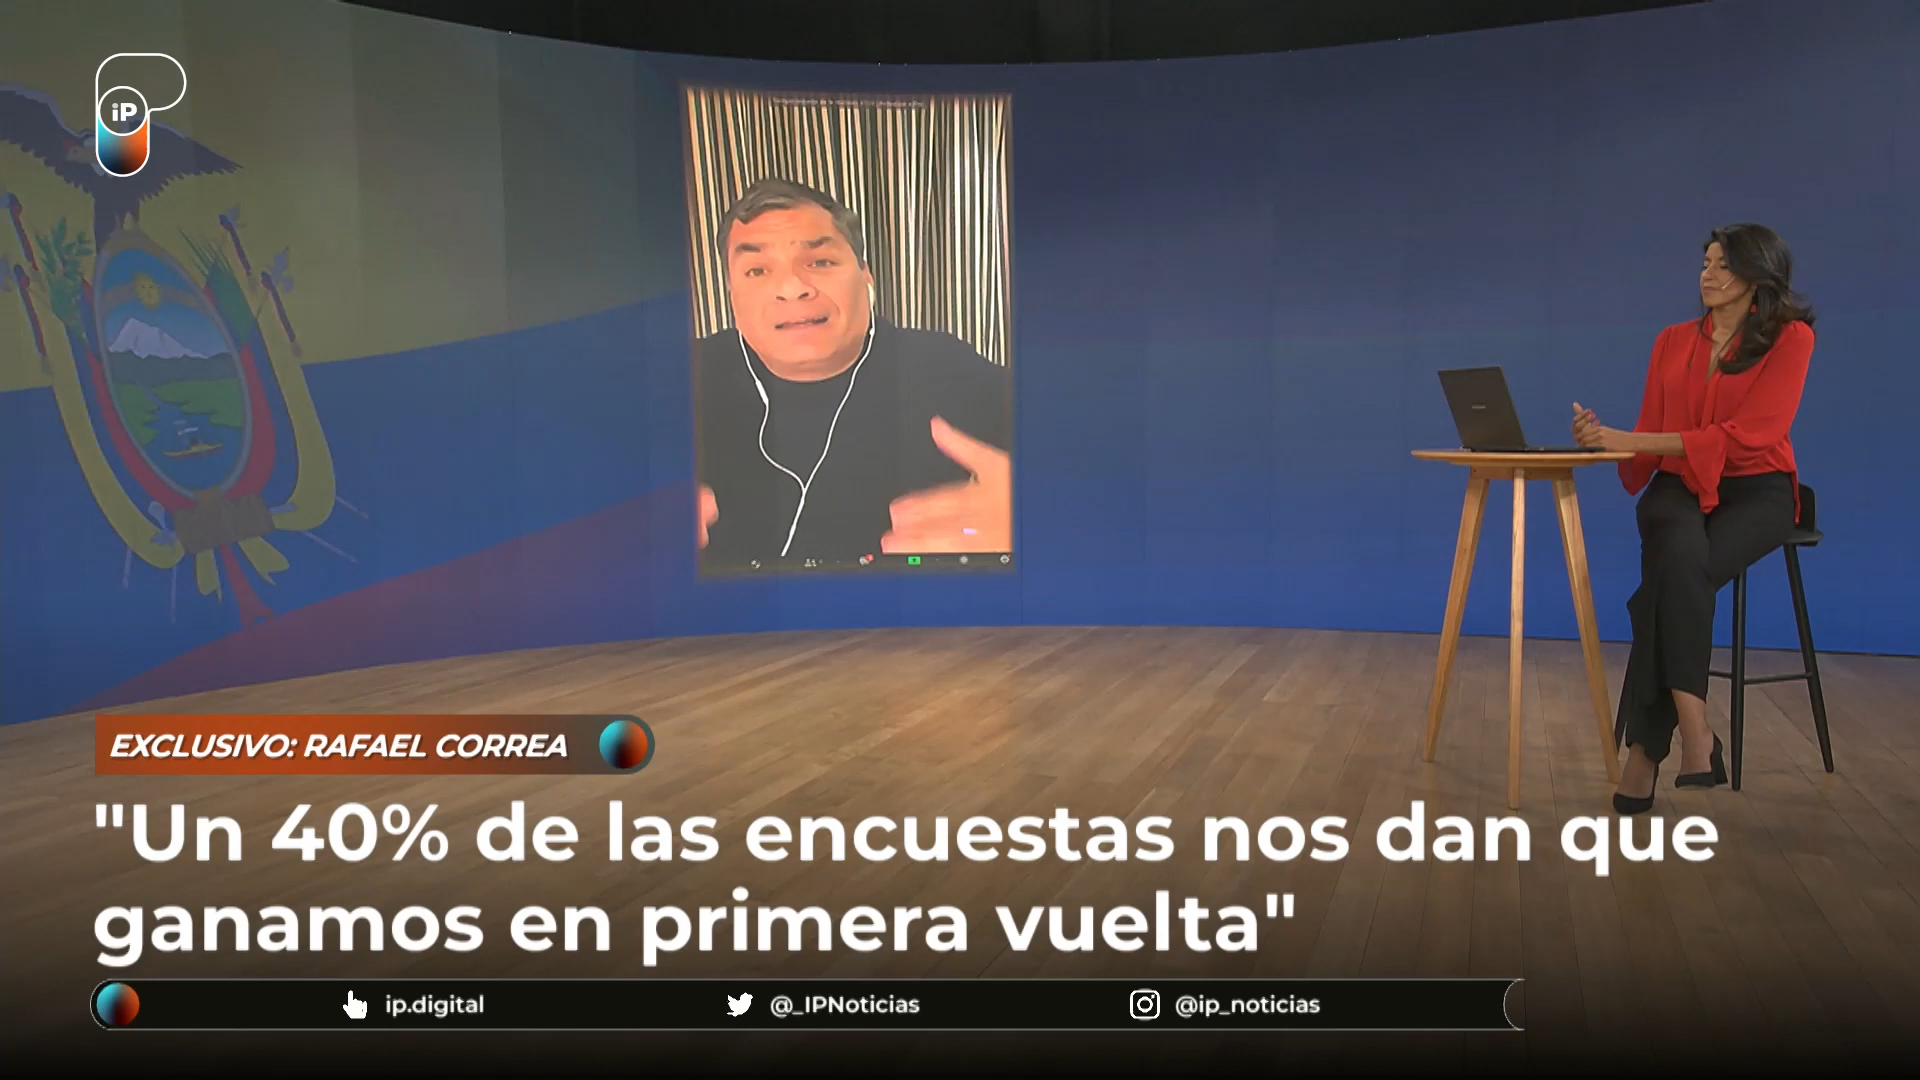 iP
EXCLUSIVO: RAFAEL CORREA
"Un 40% de las encuestas nos dan que
ganamos en primera vuelta"
ip.digital
@_IPNoticias
@ip_noticias